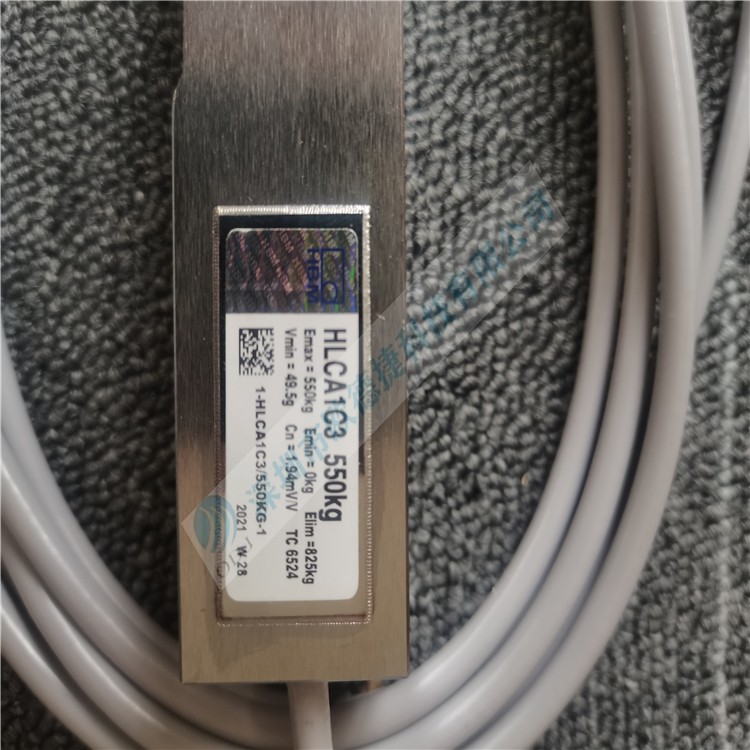 HBM
HLCA1C3 550kg
Emax = 550kg Emin = 0kg Elim =825kg
Vmin = 49.5g Cn = 1.94mV/V TC 6524
1-HLCA1C3/550KG-1
2021 W 28